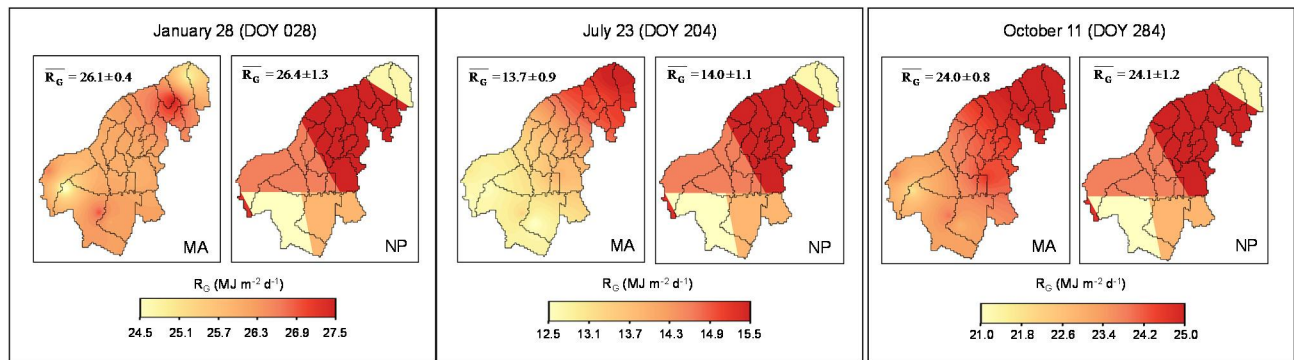 January 28 (DOY 028)
R_G = 26.1±0.4
MA
R_G = 26.4±1.3
NP
R_G (MJ m⁻² d⁻¹)
24.5 25.1 25.7 26.3 26.9 27.5
July 23 (DOY 204)
R_G = 13.7±0.9
MA
R_G = 14.0±1.1
NP
R_G (MJ m⁻² d⁻¹)
12.5 13.1 13.7 14.3 14.9 15.5
October 11 (DOY 284)
R_G = 24.0±0.8
MA
R_G = 24.1±1.2
NP
R_G (MJ m⁻² d⁻¹)
21.0 21.8 22.6 23.4 24.2 25.0